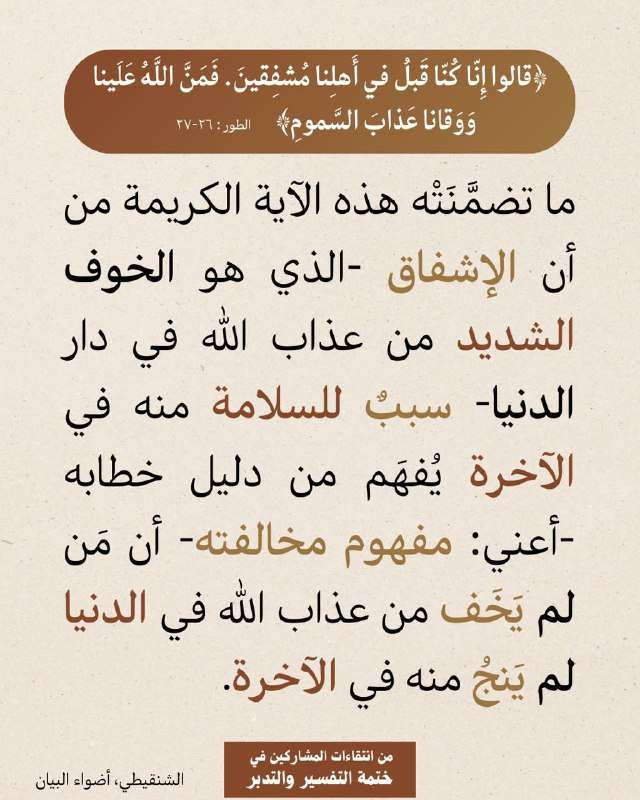 ﴿قالوا إِنّا كُنّا قَبلُ في أَهلِنا مُشفِقينَ. فَمَنَّ اللَّهُ عَلَينا
وَوَقانا عَذابَ السَّمومِ﴾ الطور: ٢٦-٢٧
ما تضمَّنَتْه هذه الآية الكريمة من
أن الإشفاق -الذي هو الخوف
الشديد من عذاب الله في دار
الدنيا- سببٌ للسلامة منه في
الآخرة يُفهَم من دليل خطابه
-أعني: مفهوم مخالفته- أن مَن
لم يَخَف من عذاب الله في الدنيا
لم يَنجُ منه في الآخرة.
من انتقاءات المشاركين في
ختمة التفسير والتدبر
الشنقيطي، أضواء البيان